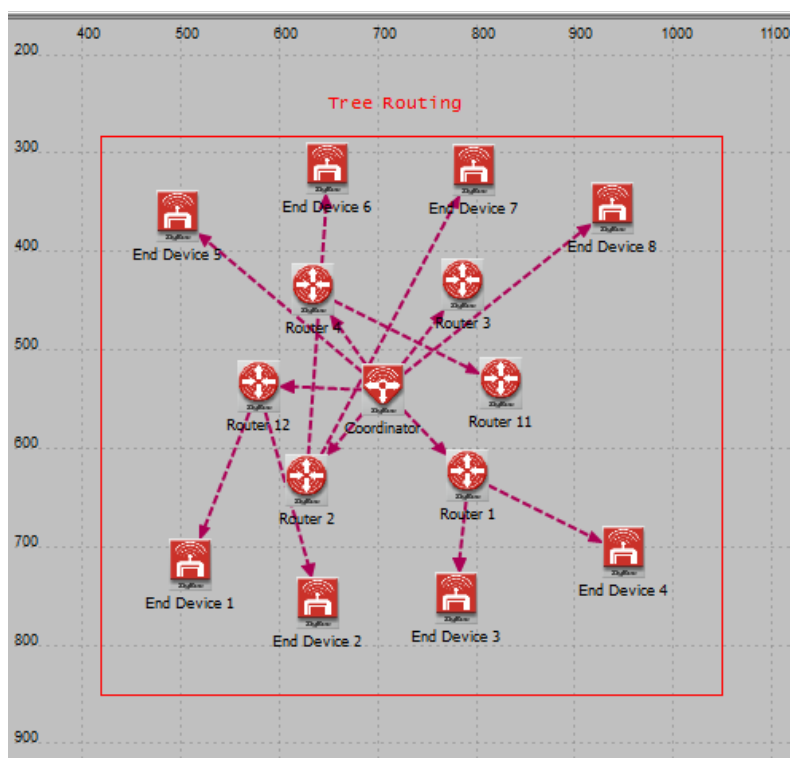 400 500 600 700 800 900 1000 1100
200
Tree Routing
300
End Device 6
End Device 7
End Device 8
End Device 9
400
Router 4
Router 3
500
Router 12
Coordinator
Router 11
600
Router 2
Router 1
700
End Device 1
End Device 2
End Device 3
End Device 4
800
900